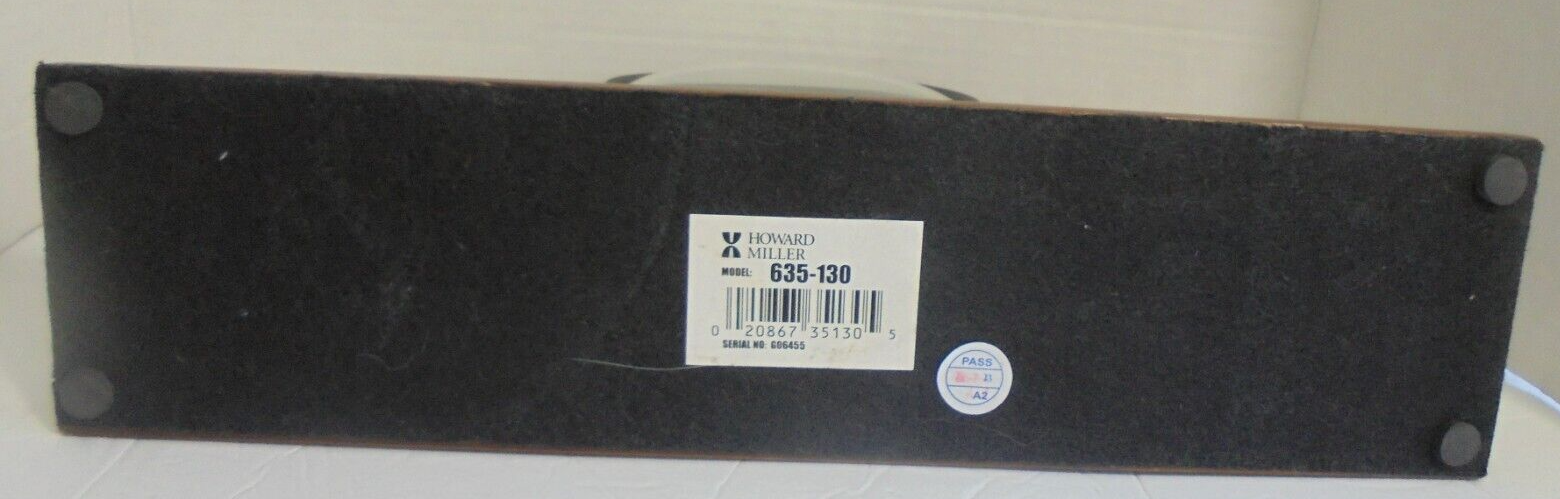 HOWARD
MILLER
MODEL: 635-130
0 20867 35130 5
SERIAL NO: G06455
PASS
A2